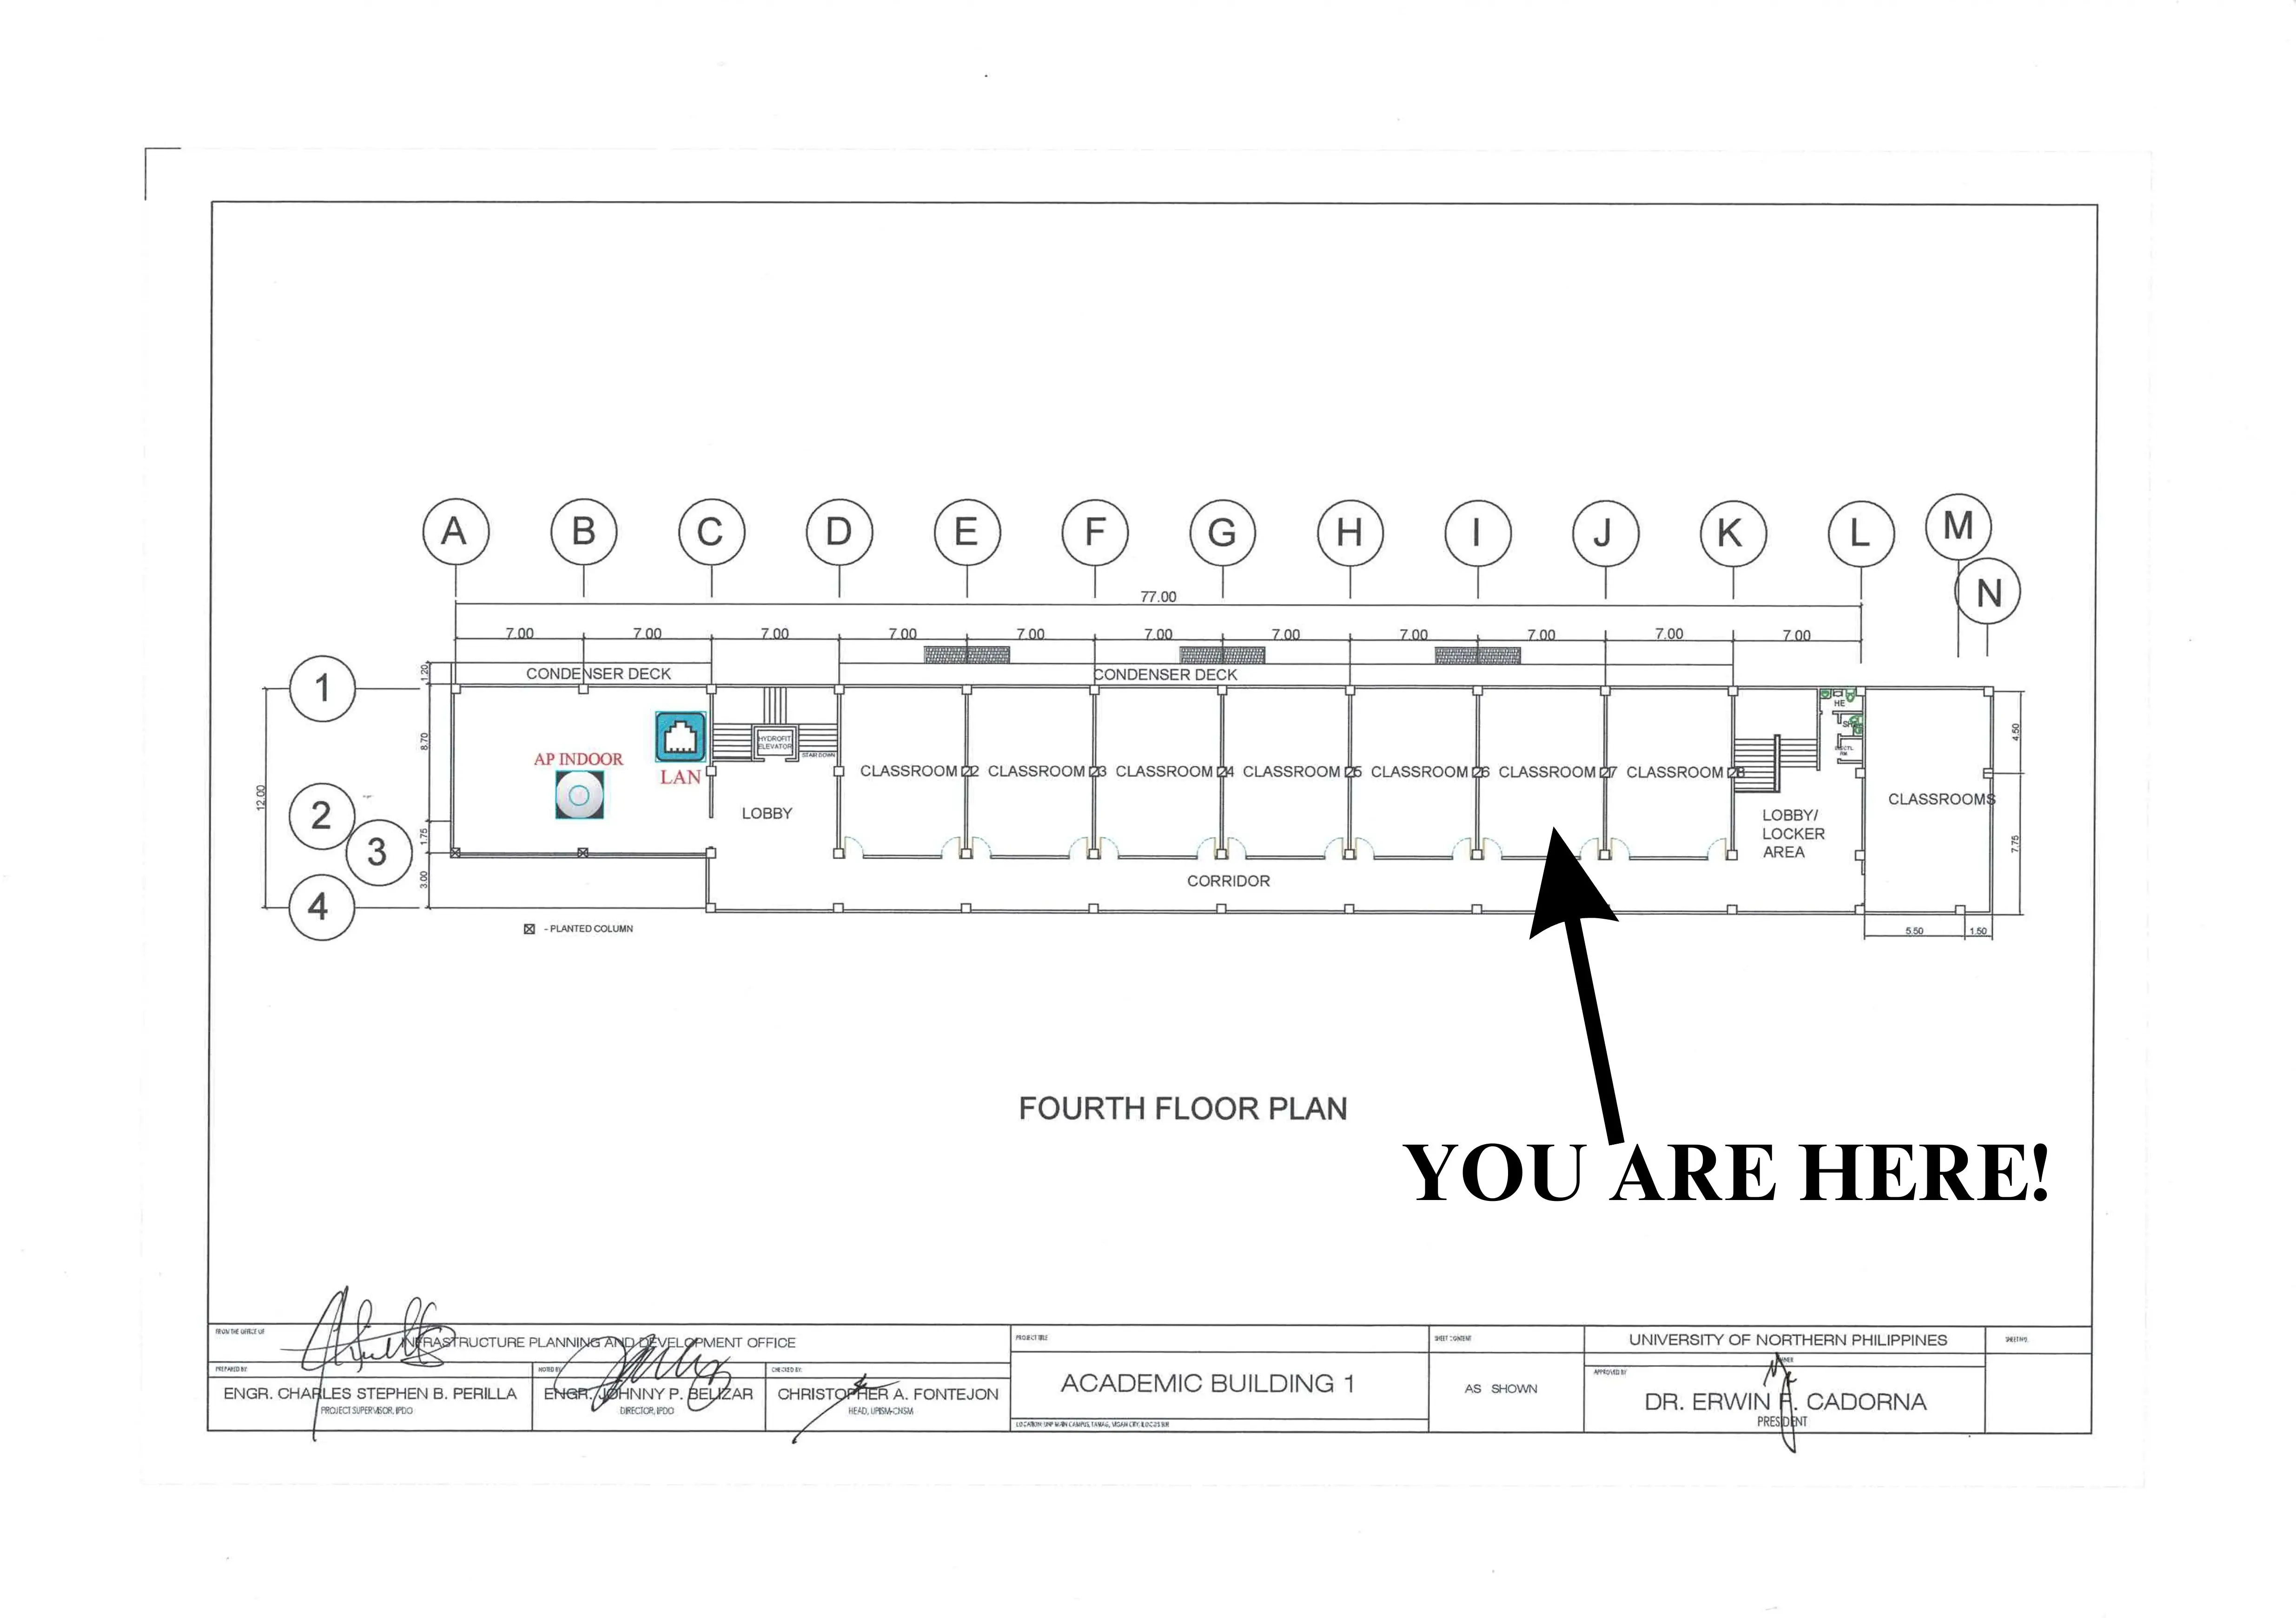 A B C D E F G H I J K L M N
77.00
7.00 7.00 7.00 7.00 7.00 7.00 7.00 7.00 7.00 7.00 7.00
1
2
3
4
12.00
1.20
8.70
1.75
3.00
CONDENSER DECK
CONDENSER DECK
AP INDOOR
LAN
HYDROFIT
ELEVATOR
STAIR DOWN
LOBBY
CLASSROOM 22 CLASSROOM 23 CLASSROOM 24 CLASSROOM 25 CLASSROOM 26 CLASSROOM 27 CLASSROOM 28
HE
LOBBY/
LOCKER
AREA
CLASSROOMS
4.50
7.75
5.50 1.50
CORRIDOR
- PLANTED COLUMN
FOURTH FLOOR PLAN
YOU ARE HERE!
FROM THE OFFICE OF
INFRASTRUCTURE PLANNING AND DEVELOPMENT OFFICE
PREPARED BY:
ENGR. CHARLES STEPHEN B. PERILLA
PROJECT SUPERVISOR, IPDO
NOTED BY:
ENGR. JOHNNY P. BELIZAR
DIRECTOR, IPDO
CHECKED BY:
CHRISTOPHER A. FONTEJON
HEAD, UPISM-CNSM
PROJECT TITLE
ACADEMIC BUILDING 1
LOCATION: UNP MAIN CAMPUS, TAMAG, VIGAN CITY, ILOCOS SUR
SHEET CONTENT
AS SHOWN
UNIVERSITY OF NORTHERN PHILIPPINES
OWNER
APPROVED BY
DR. ERWIN F. CADORNA
PRESIDENT
SHEET NO.